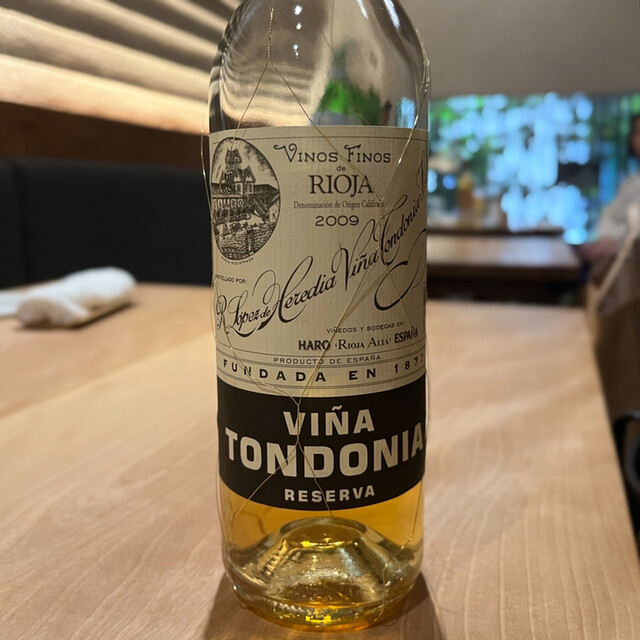 VINOS FINOS
de
RIOJA
Denominación de Origen Calificada
2009
R. López de Heredia Viña Tondonia
VIÑEDOS Y BODEGAS EN
HARO (RIOJA ALTA) ESPAÑA
PRODUCTO DE ESPAÑA
FUNDADA EN 187
VIÑA
TONDONIA
RESERVA